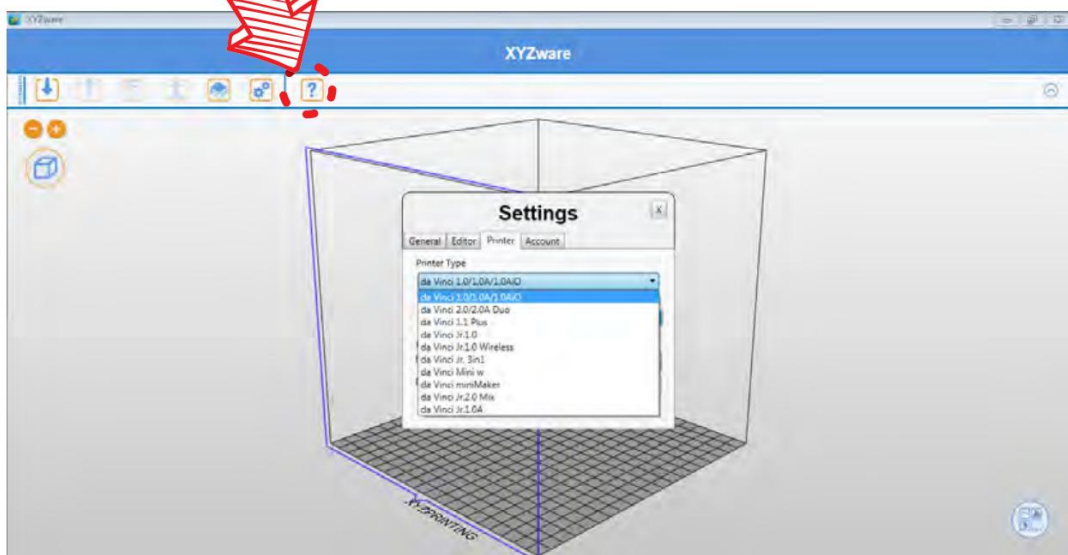 XYZware
XYZware
?
Settings
X
General Editor Printer Account
Printer Type
da Vinci 1.0/1.0A/1.0AiO
da Vinci 1.0/1.0A/1.0AiO
da Vinci 2.0/2.0A Duo
da Vinci 1.1 Plus
da Vinci Jr.1.0
da Vinci Jr.1.0 Wireless
da Vinci Jr. 3in1
da Vinci Mini w
da Vinci miniMaker
da Vinci Jr.2.0 Mix
da Vinci Jr.1.0A
XYZPRINTING